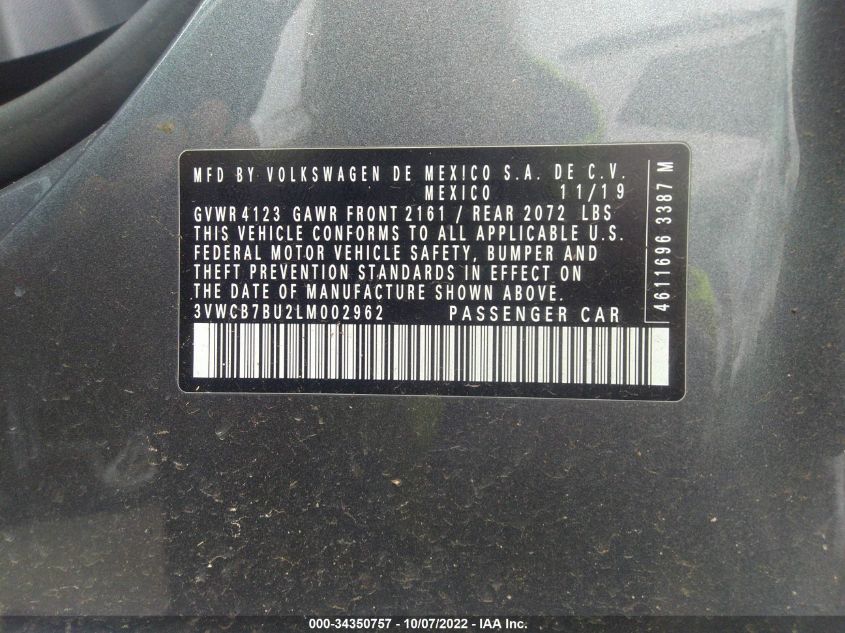 MFD BY VOLKSWAGEN DE MEXICO S.A. DE C.V.
MEXICO 11/19
GVWR 4123 GAWR FRONT 2161 / REAR 2072 LBS
THIS VEHICLE CONFORMS TO ALL APPLICABLE U.S.
FEDERAL MOTOR VEHICLE SAFETY, BUMPER AND
THEFT PREVENTION STANDARDS IN EFFECT ON
THE DATE OF MANUFACTURE SHOWN ABOVE.
3VWCB7BU2LM002962 PASSENGER CAR
4611696 3387 M
000-34350757 - 10/07/2022 - IAA Inc.